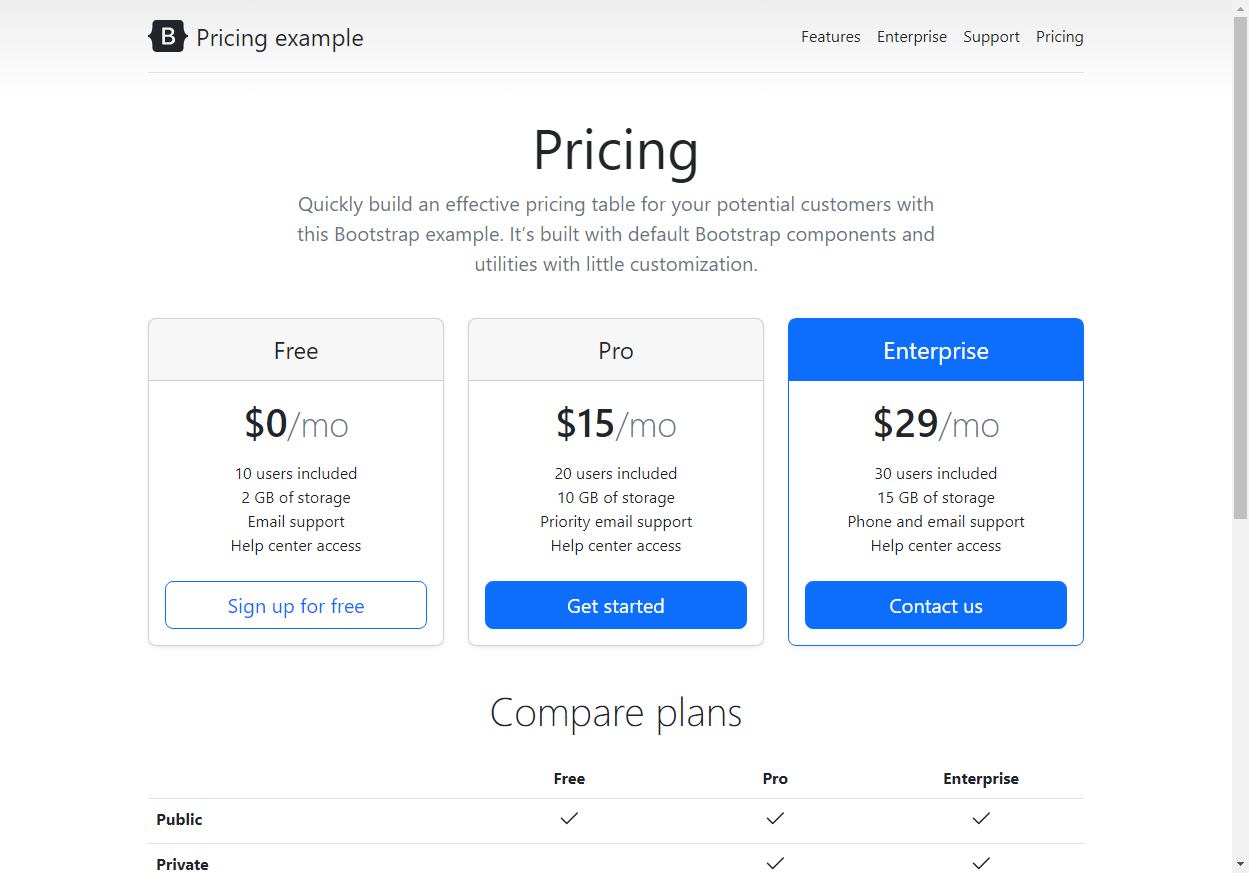 B Pricing example
Features Enterprise Support Pricing
Pricing
Quickly build an effective pricing table for your potential customers with
this Bootstrap example. It’s built with default Bootstrap components and
utilities with little customization.
Free
$0/mo
10 users included
2 GB of storage
Email support
Help center access
Sign up for free
Pro
$15/mo
20 users included
10 GB of storage
Priority email support
Help center access
Get started
Enterprise
$29/mo
30 users included
15 GB of storage
Phone and email support
Help center access
Contact us
Compare plans
Free Pro Enterprise
Public
Private